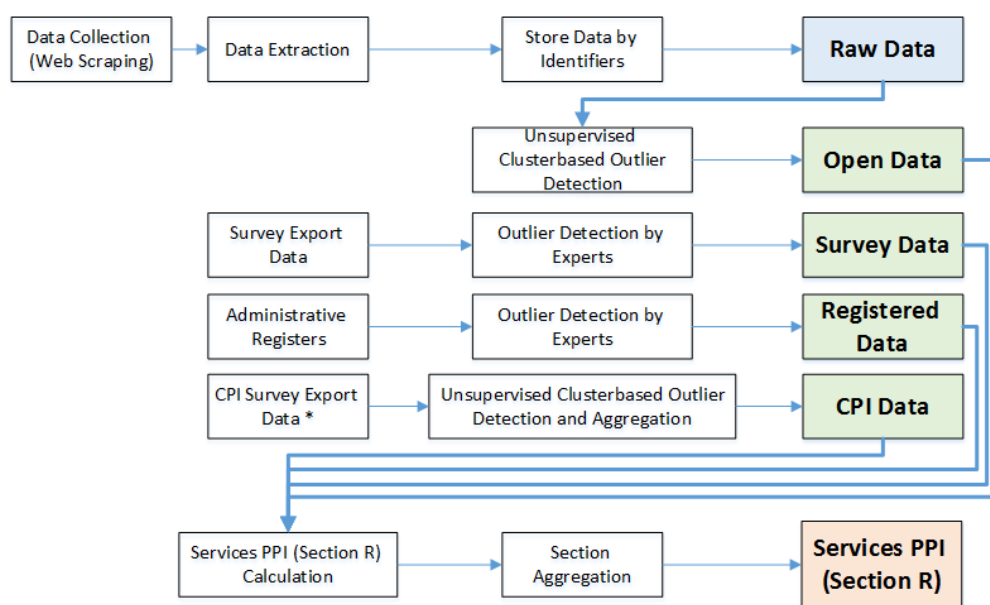 Data Collection
(Web Scraping)
Data Extraction
Store Data by
Identifiers
Raw Data
Unsupervised
Clusterbased Outlier
Detection
Open Data
Survey Export
Data
Outlier Detection by
Experts
Survey Data
Administrative
Registers
Outlier Detection by
Experts
Registered
Data
CPI Survey Export
Data *
Unsupervised Clusterbased Outlier
Detection and Aggregation
CPI Data
Services PPI (Section R)
Calculation
Section
Aggregation
Services PPI
(Section R)